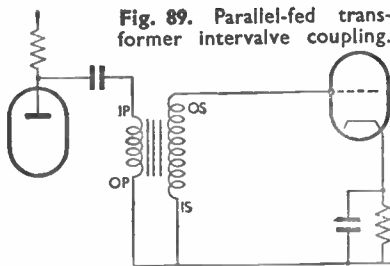 Fig. 89. Parallel-fed trans-
former intervalve coupling.
IP
OS
OP
IS